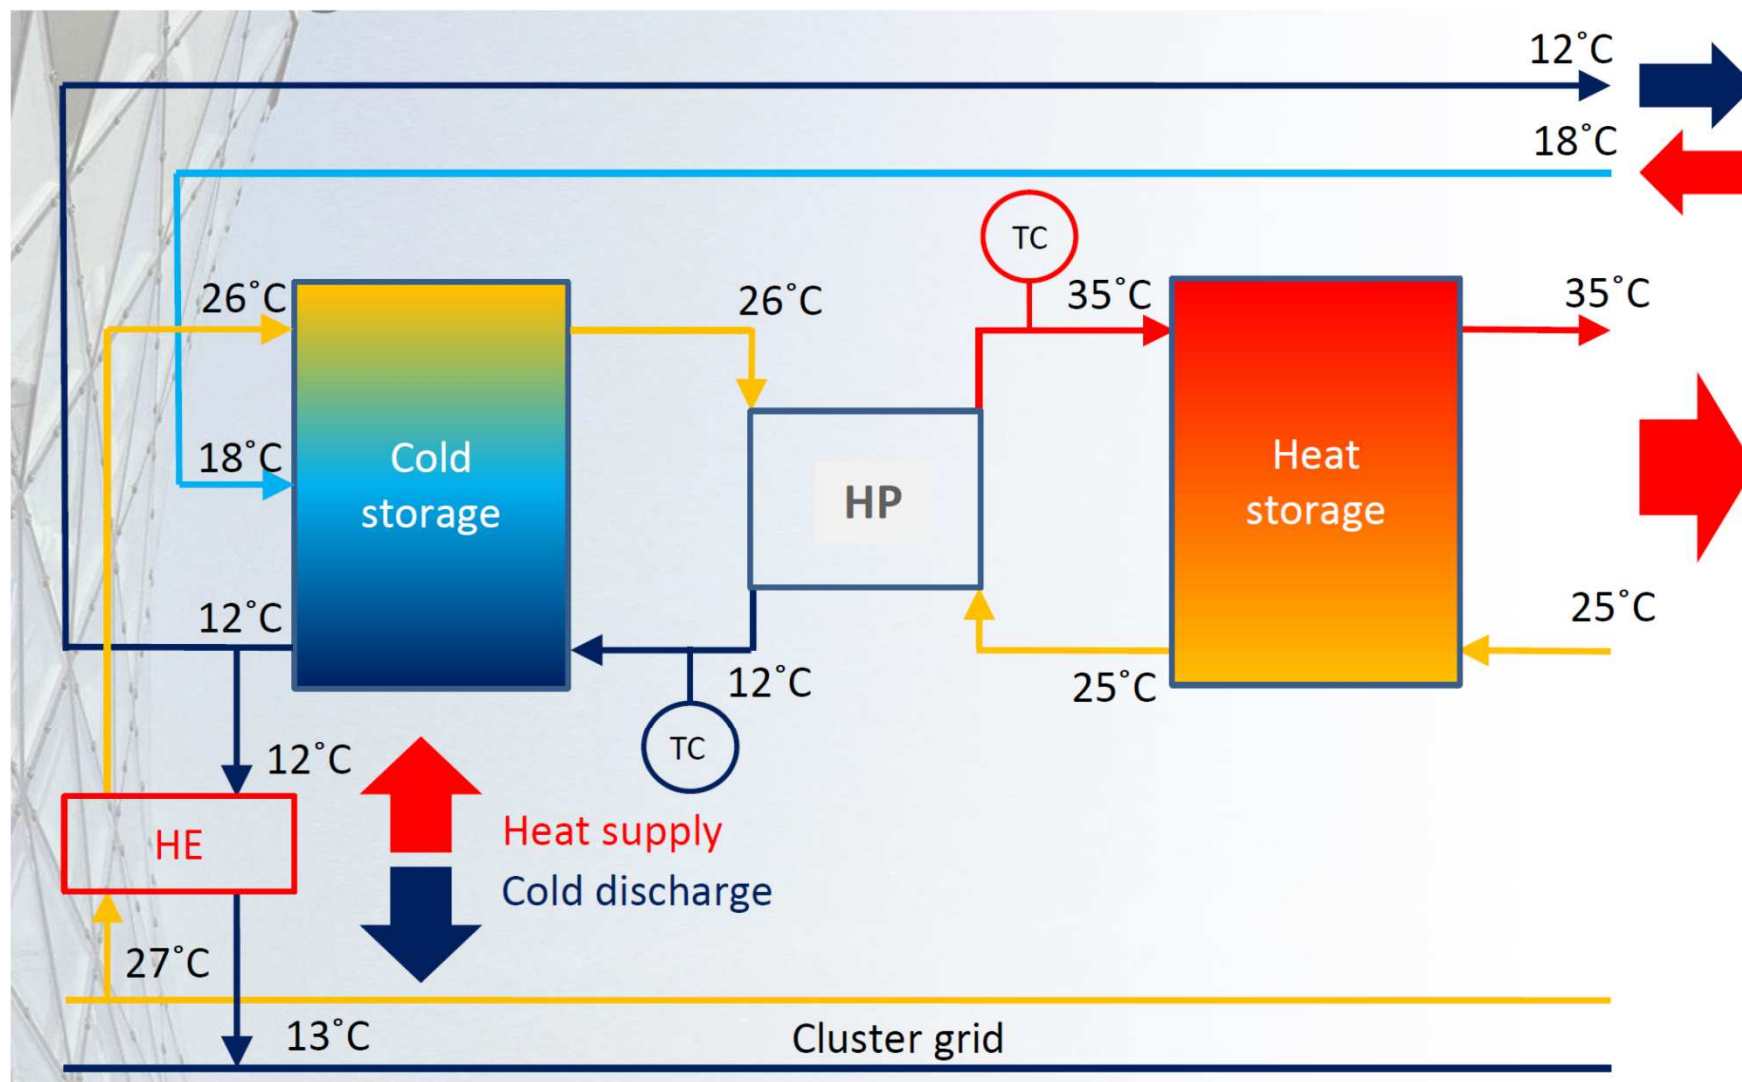 12˚C
18˚C
TC
26˚C
26˚C
35˚C
35˚C
18˚C
Cold
storage
HP
Heat
storage
12˚C
25˚C
12˚C
25˚C
12˚C
TC
HE
Heat supply
Cold discharge
27˚C
13˚C
Cluster grid